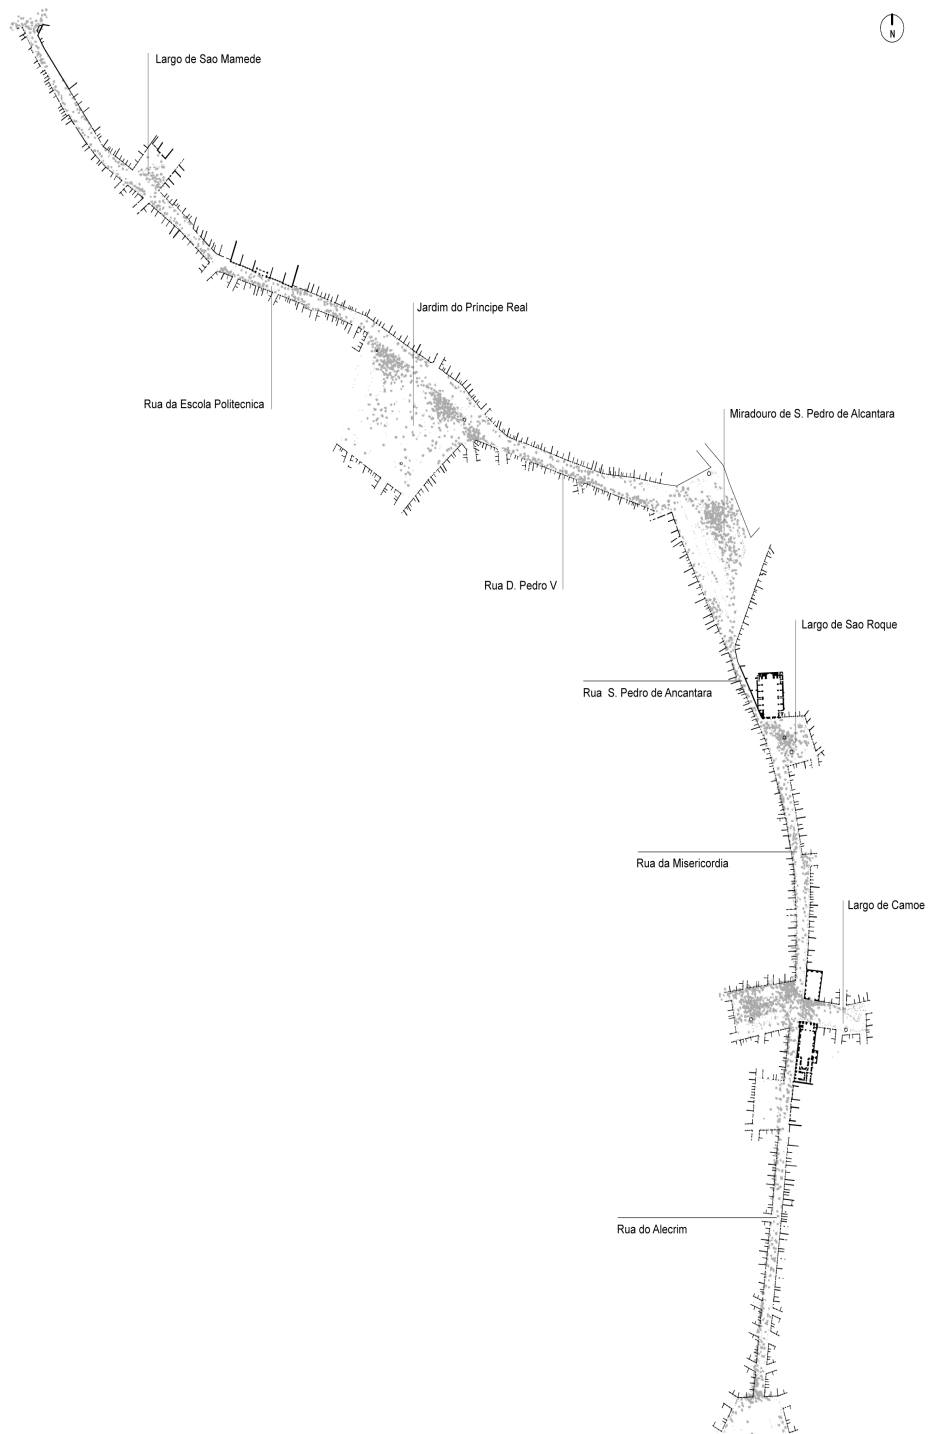 N
Largo de Sao Mamede
Jardim do Príncipe Real
Rua da Escola Politecnica
Miradouro de S. Pedro de Alcantara
Rua D. Pedro V
Largo de Sao Roque
Rua S. Pedro de Ancantara
Rua da Misericordia
Largo de Camoe
Rua do Alecrim